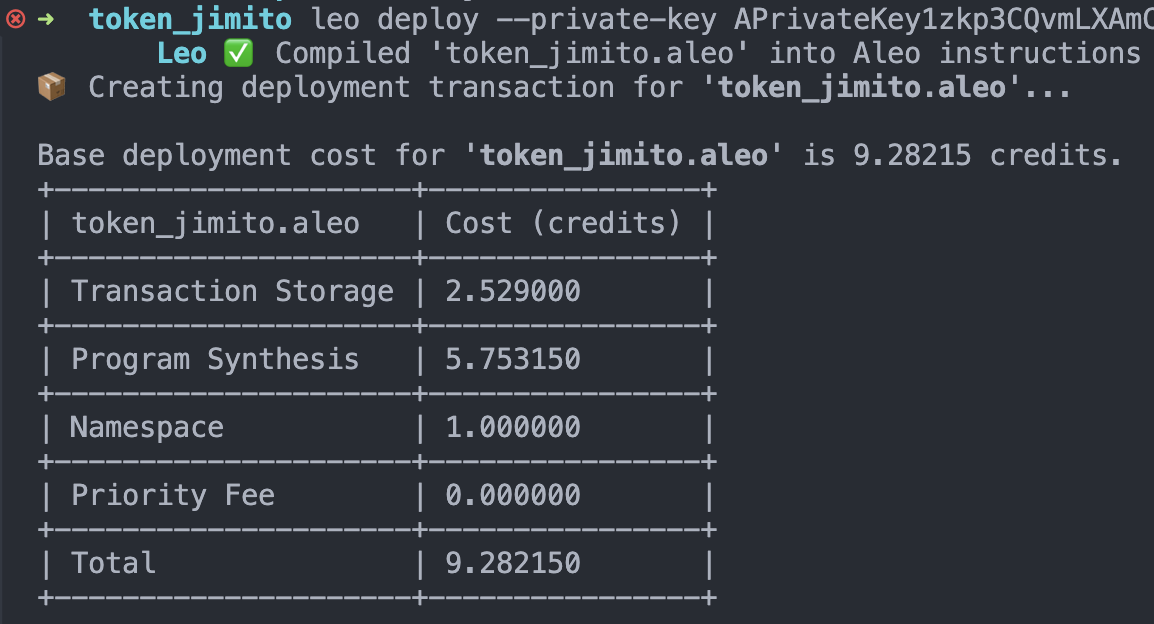 ➜ token_jimito leo deploy --private-key APrivateKey1zkp3CQvmLXAmC
Leo ✅ Compiled 'token_jimito.aleo' into Aleo instructions
📦 Creating deployment transaction for 'token_jimito.aleo'...
Base deployment cost for 'token_jimito.aleo' is 9.28215 credits.
+--------------------+----------------+
| token_jimito.aleo | Cost (credits) |
+--------------------+----------------+
| Transaction Storage | 2.529000 |
+--------------------+----------------+
| Program Synthesis | 5.753150 |
+--------------------+----------------+
| Namespace | 1.000000 |
+--------------------+----------------+
| Priority Fee | 0.000000 |
+--------------------+----------------+
| Total | 9.282150 |
+--------------------+----------------+